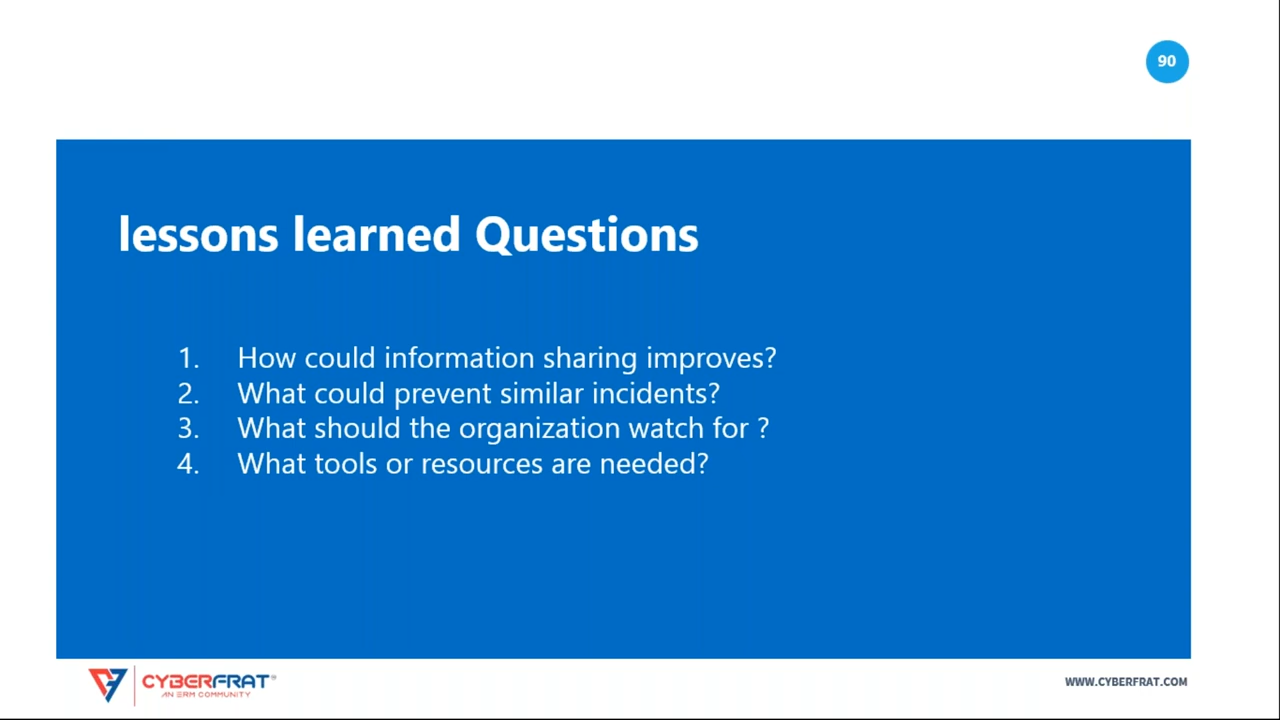 90
lessons learned Questions
1. How could information sharing improves?
2. What could prevent similar incidents?
3. What should the organization watch for ?
4. What tools or resources are needed?
CYBERFRAT®
AN ERM COMMUNITY
WWW.CYBERFRAT.COM